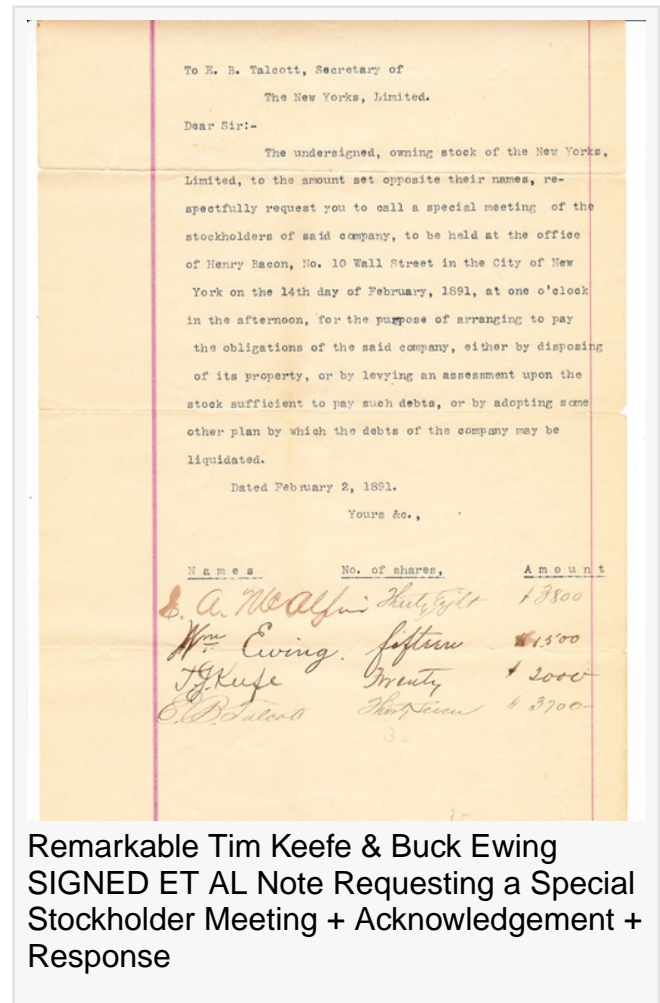 To E. B. Talcott, Secretary of
The New Yorks, Limited.
Dear Sir:-
The undersigned, owning stock of the New Yorks,
Limited, to the amount set opposite their names, re-
spectfully request you to call a special meeting of the
stockholders of said company, to be held at the office
of Henry Bacon, No. 10 Wall Street in the City of New
York on the 14th day of February, 1891, at one o'clock
in the afternoon, for the purpose of arranging to pay
the obligations of the said company, either by disposing
of its property, or by levying an assessment upon the
stock sufficient to pay such debts, or by adopting some
other plan by which the debts of the company may be
liquidated.
Dated February 2, 1891.
Yours &c.,
Names No. of shares, Amount
E. A. McAlpin Thirty Eight $3800
Wm. Ewing. fifteen $1500
T.J. Keefe Twenty $ 2000
E. B. Talcott Thirty Seven $ 3700-
Remarkable Tim Keefe & Buck Ewing
SIGNED ET AL Note Requesting a Special
Stockholder Meeting + Acknowledgement +
Response